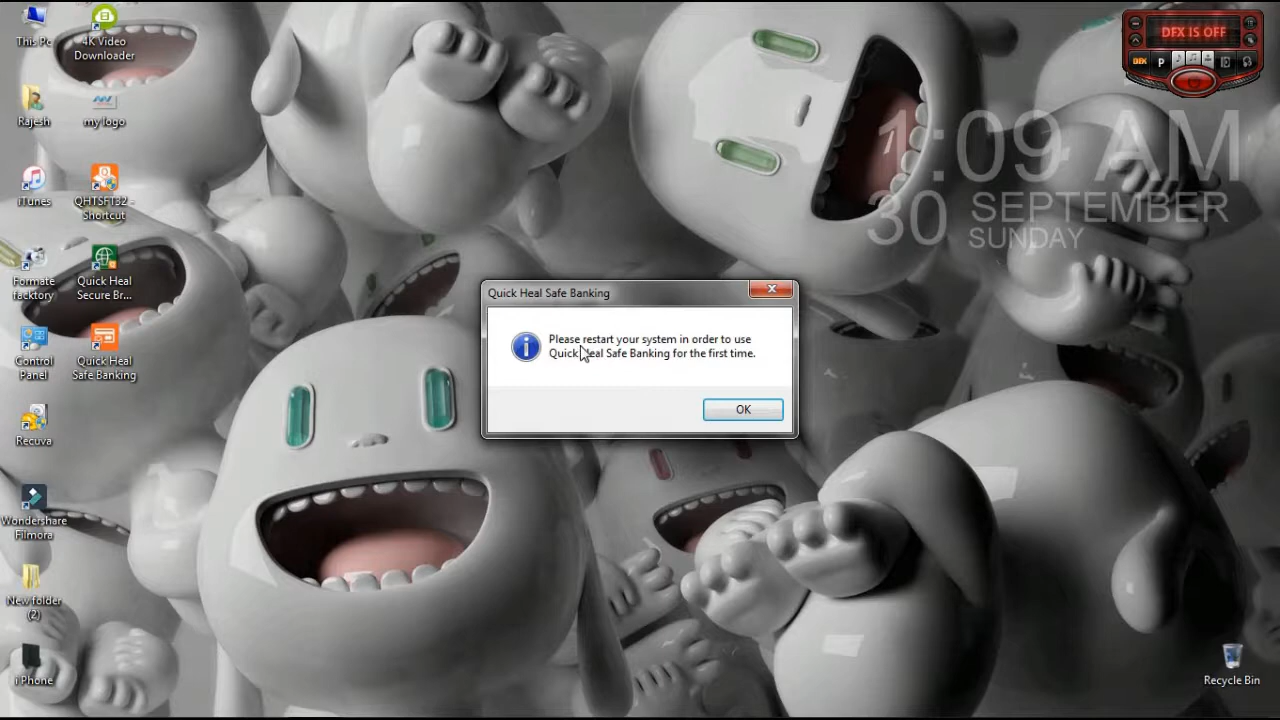 This Pc
4K Video
Downloader
Rajesh
my logo
iTunes
QHTSFT32 -
Shortcut
Formate
facktory
Quick Heal
Secure Br...
Control
Panel
Quick Heal
Safe Banking
Recuva
Wondershare
Filmora
New folder
(2)
i Phone
DFX IS OFF
DFX
P
1:09 AM
30
SEPTEMBER
SUNDAY
Quick Heal Safe Banking
Please restart your system in order to use
Quick Heal Safe Banking for the first time.
OK
Recycle Bin